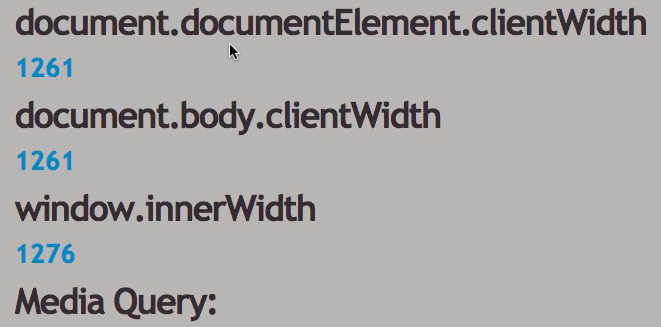 document.documentElement.clientWidth
1261
document.body.clientWidth
1261
window.innerWidth
1276
Media Query: